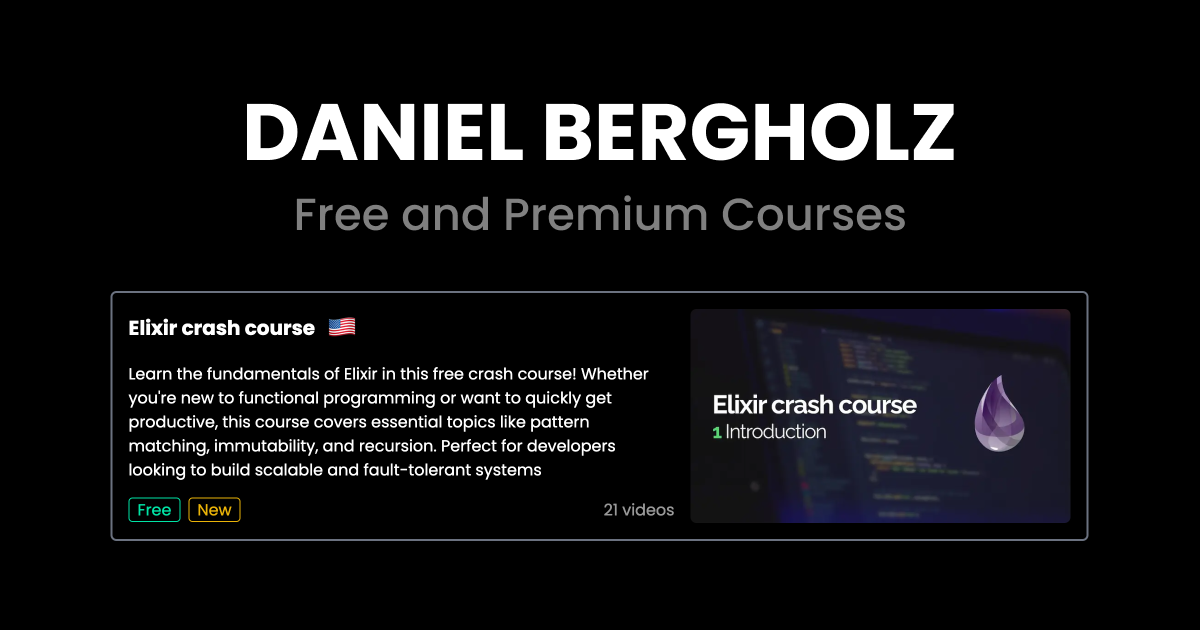 DANIEL BERGHOLZ
Free and Premium Courses
Elixir crash course 🇺🇸
Learn the fundamentals of Elixir in this free crash course! Whether
you're new to functional programming or want to quickly get
productive, this course covers essential topics like pattern
matching, immutability, and recursion. Perfect for developers
looking to build scalable and fault-tolerant systems
Free New
21 videos
Elixir crash course
1 Introduction